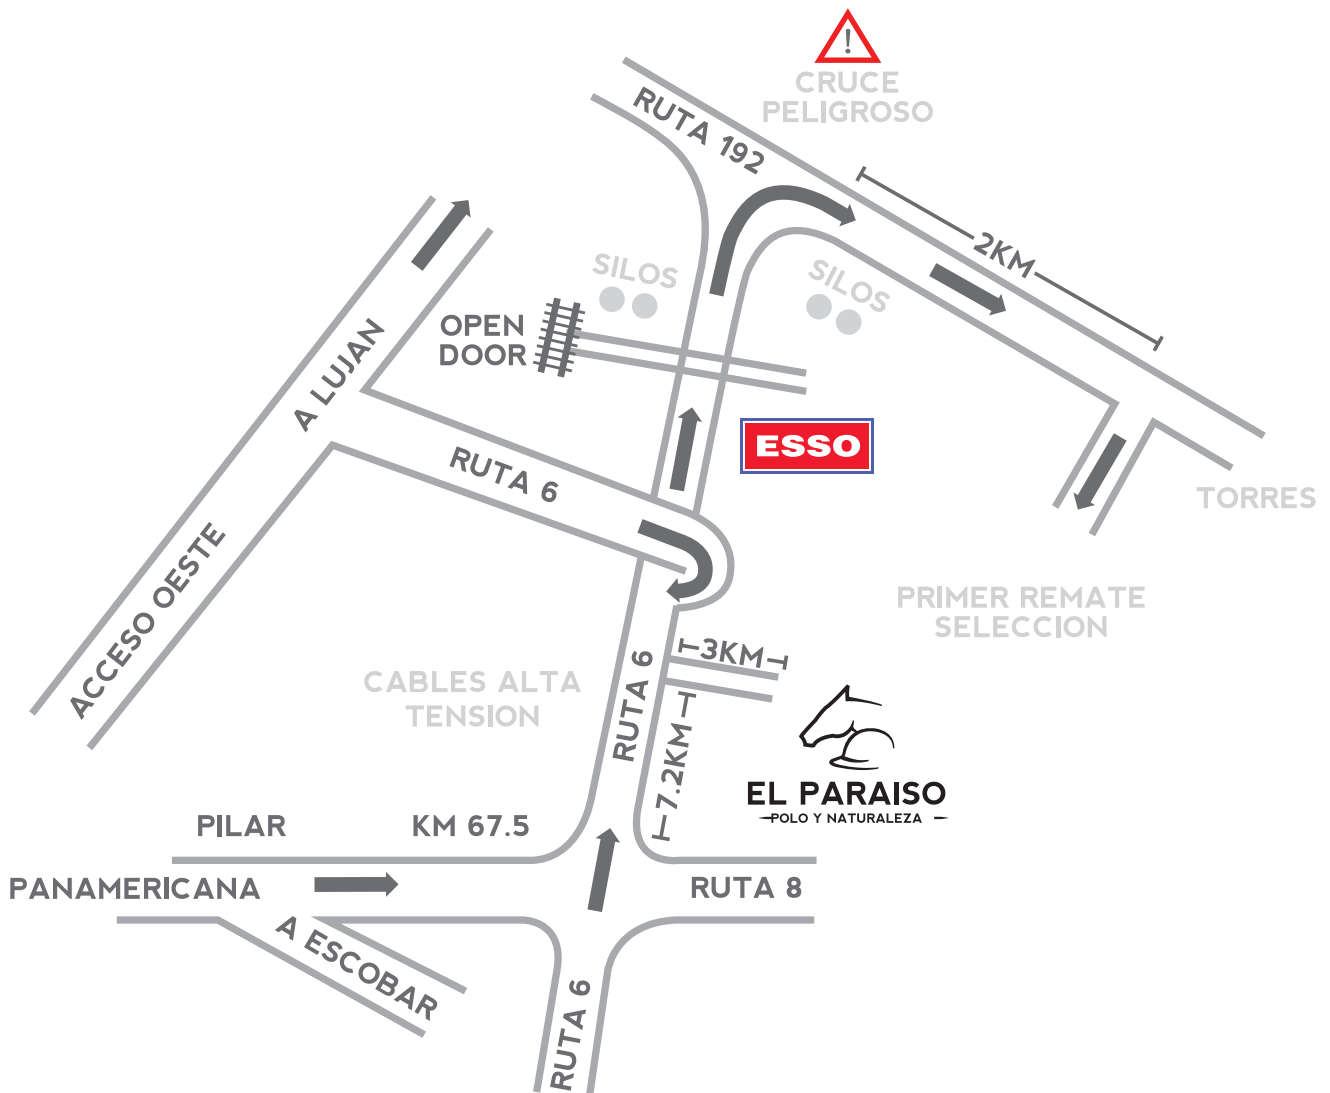 !
CRUCE
PELIGROSO
RUTA 192
2KM
SILOS
SILOS
OPEN
DOOR
A LUJAN
ESSO
RUTA 6
TORRES
ACCESO OESTE
PRIMER REMATE
SELECCION
3KM
CABLES ALTA
TENSION
RUTA 6
7.2KM
EL PARAISO
POLO Y NATURALEZA
PILAR
KM 67.5
PANAMERICANA
RUTA 8
A ESCOBAR
RUTA 6